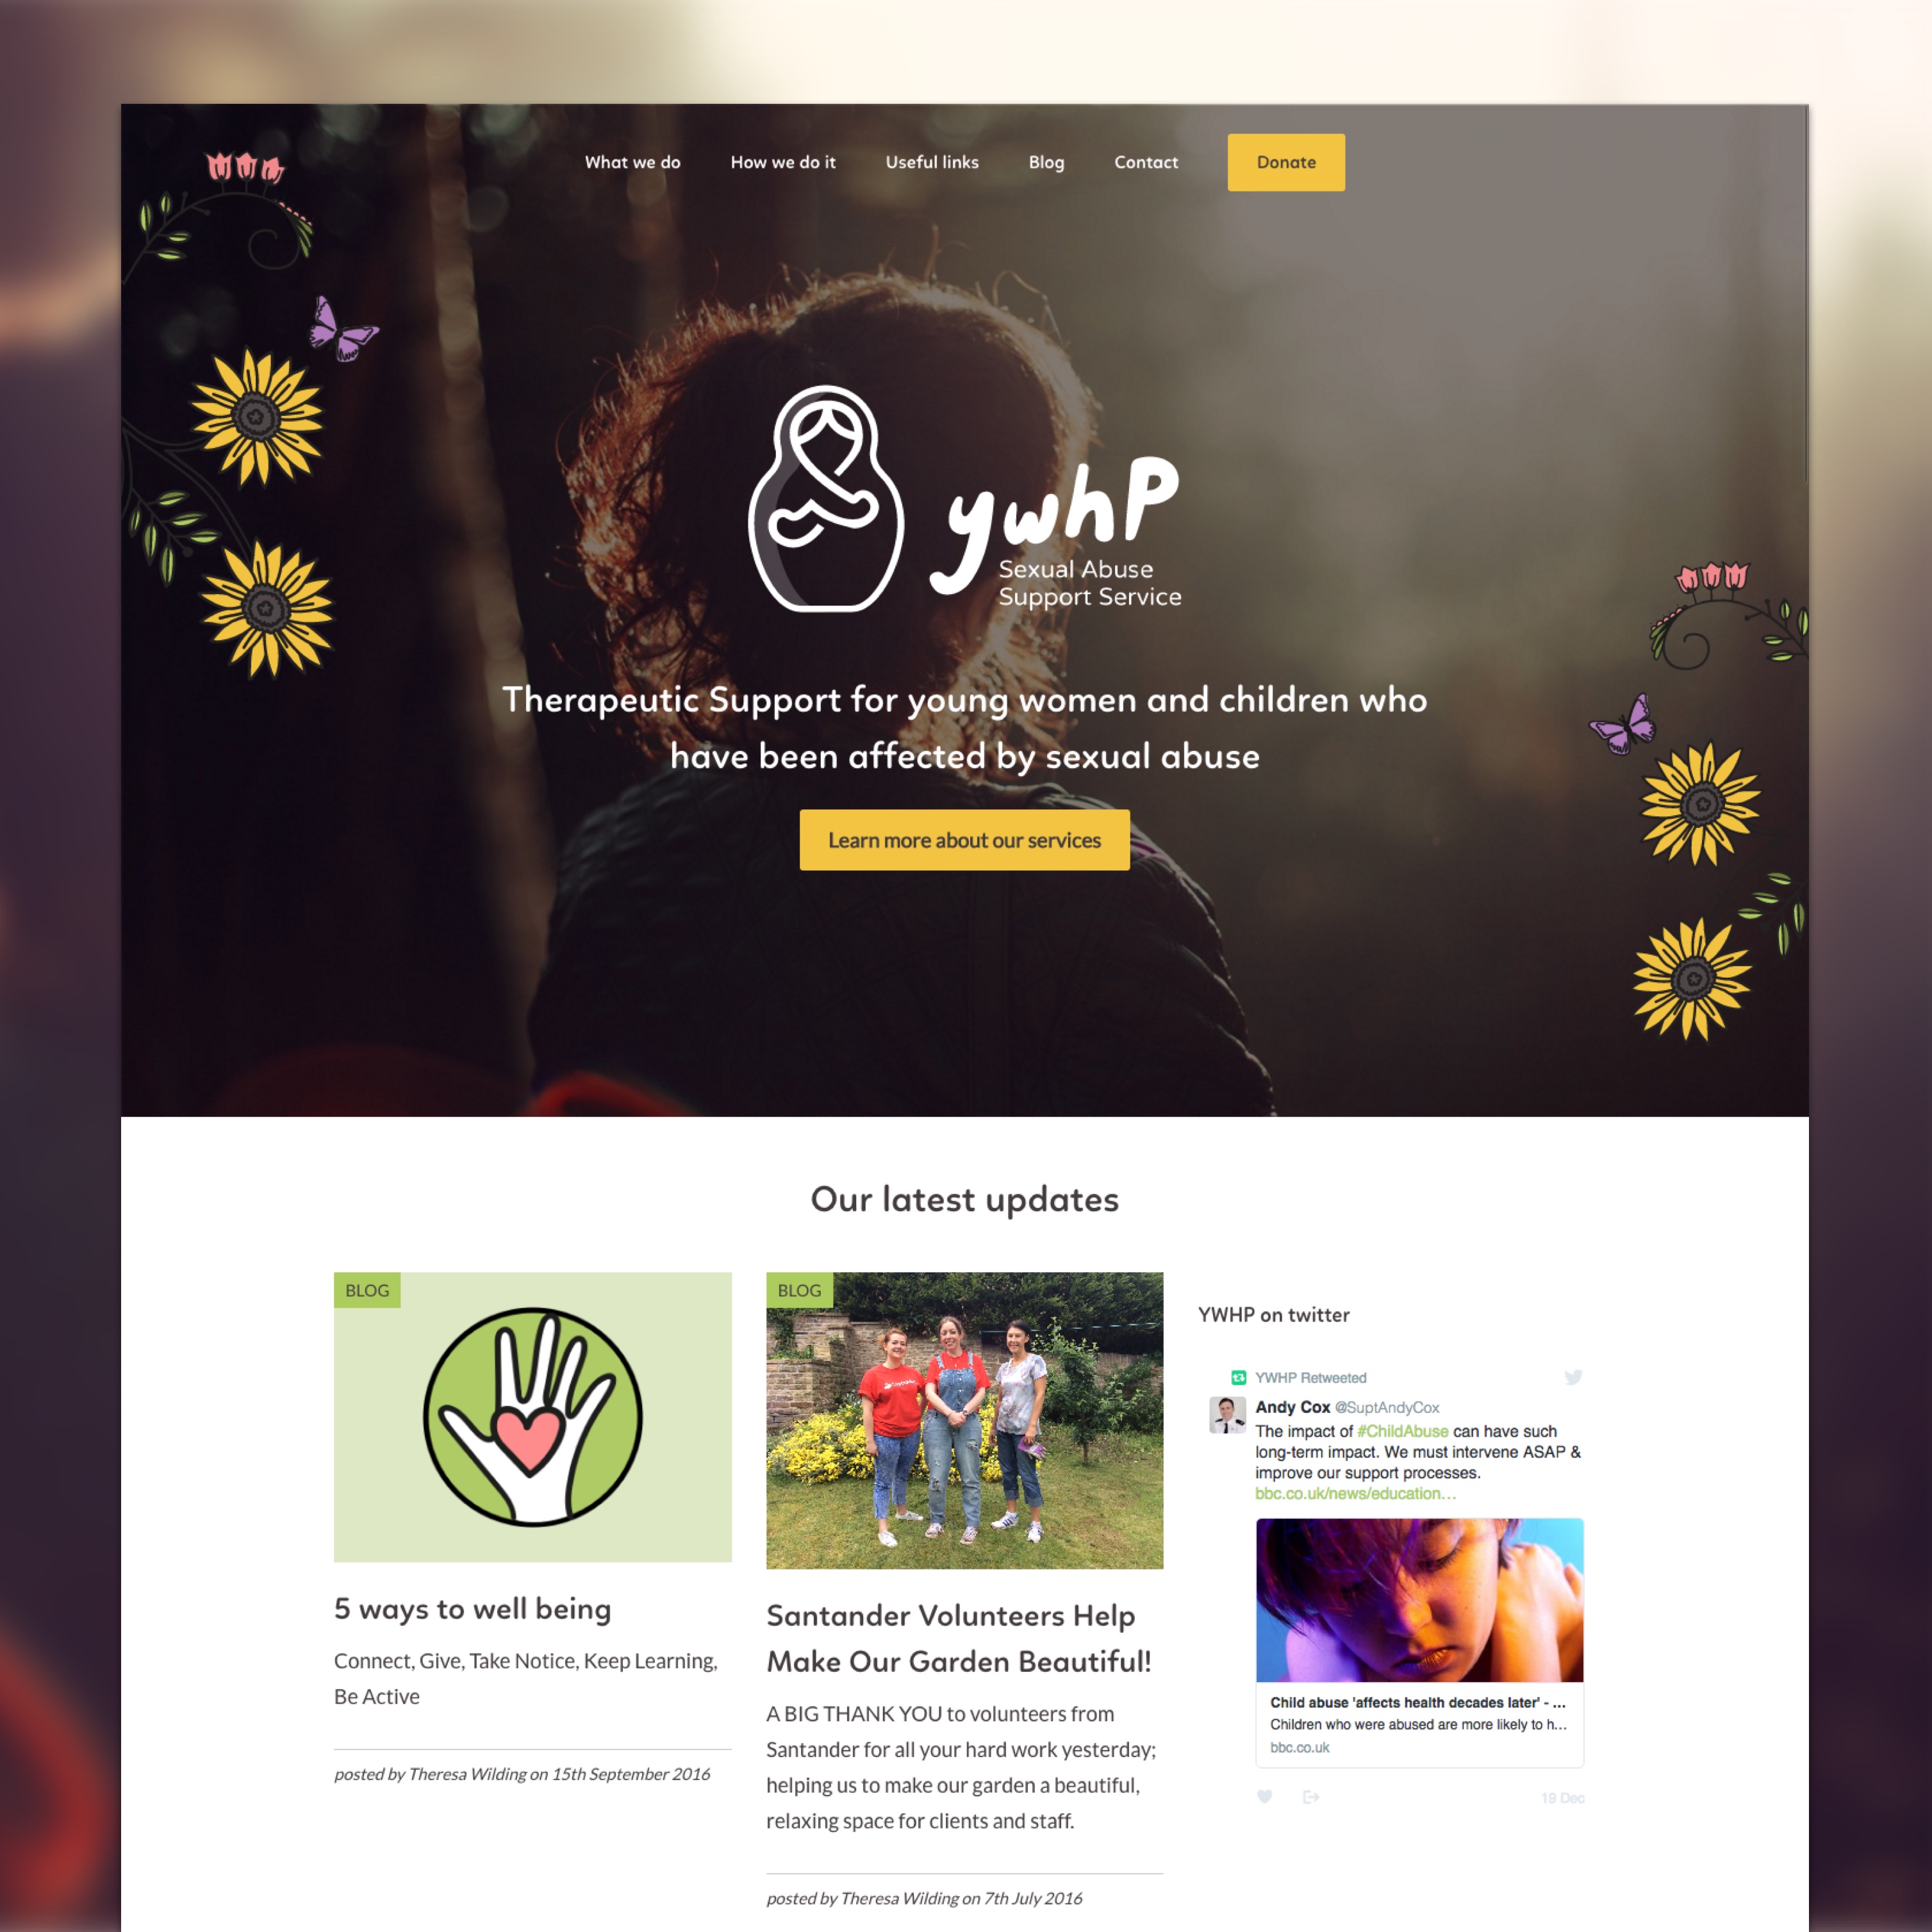 What we do
How we do it
Useful links
Blog
Contact
Donate
ywhP
Sexual Abuse
Support Service
Therapeutic Support for young women and children who
have been affected by sexual abuse
Learn more about our services
Our latest updates
BLOG
5 ways to well being
Connect, Give, Take Notice, Keep Learning,
Be Active
posted by Theresa Wilding on 15th September 2016
BLOG
Santander Volunteers Help
Make Our Garden Beautiful!
A BIG THANK YOU to volunteers from
Santander for all your hard work yesterday;
helping us to make our garden a beautiful,
relaxing space for clients and staff.
posted by Theresa Wilding on 7th July 2016
YWHP on twitter
YWHP Retweeted
Andy Cox @SuptAndyCox
The impact of #ChildAbuse can have such
long-term impact. We must intervene ASAP &
improve our support processes.
bbc.co.uk/news/education…
Child abuse 'affects health decades later' - ...
Children who were abused are more likely to h...
bbc.co.uk
19 Dec